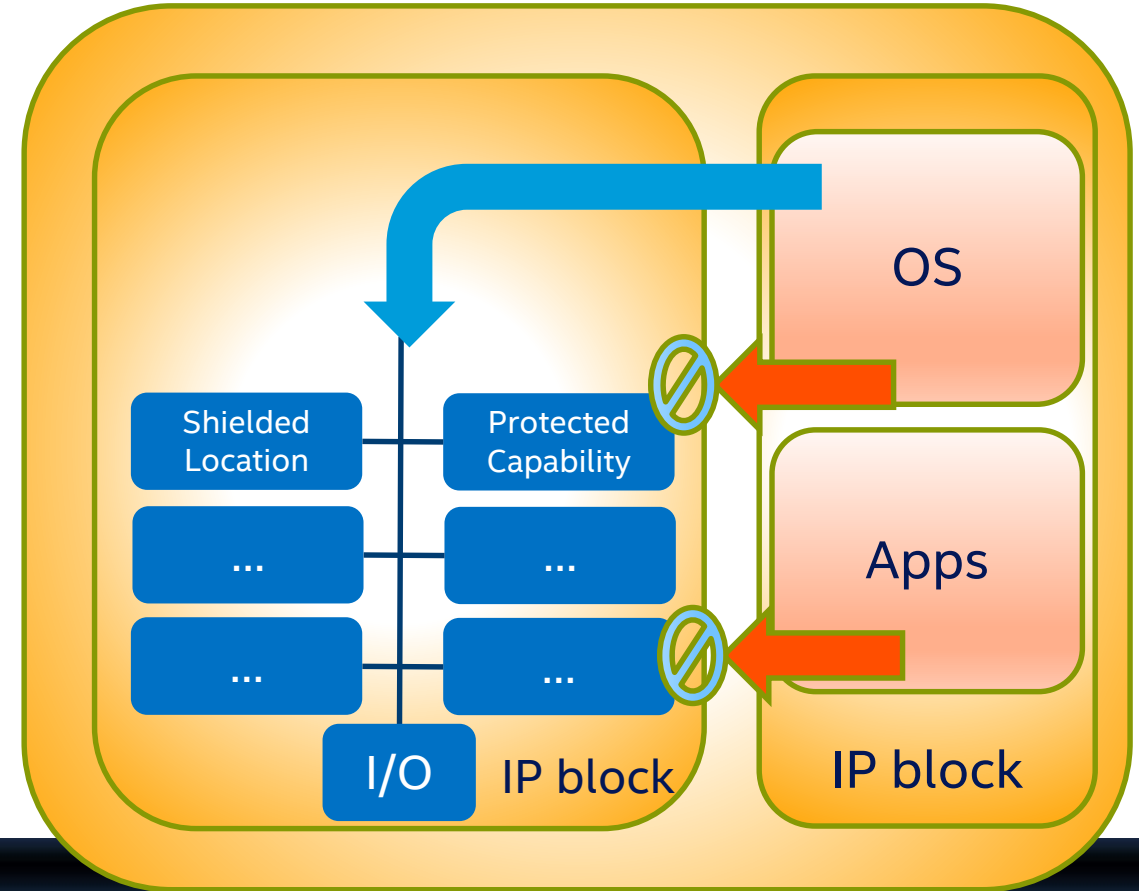 OS
Shielded
Location
Protected
Capability
...
...
Apps
...
...
I/O
IP block
IP block